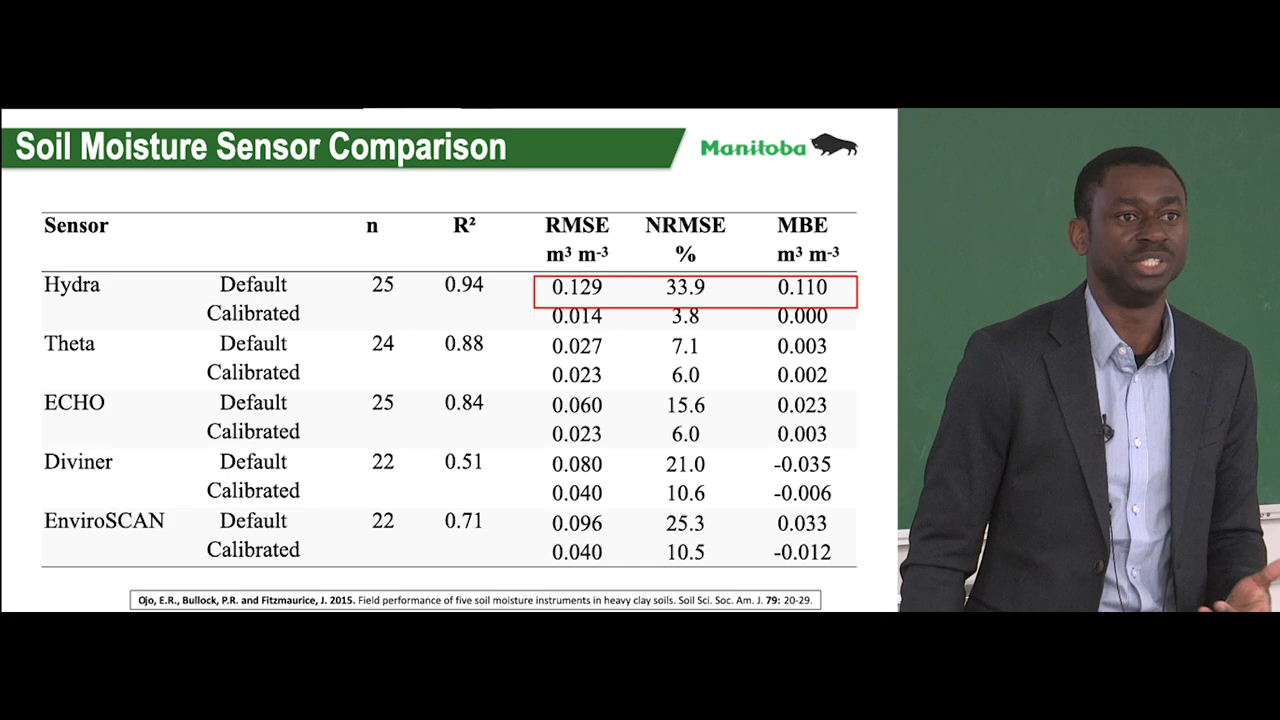 Soil Moisture Sensor Comparison
Manitoba
Sensor n R² RMSE NRMSE MBE
m³ m-³ % m³ m-³
Hydra Default 25 0.94 0.129 33.9 0.110
Calibrated 0.014 3.8 0.000
Theta Default 24 0.88 0.027 7.1 0.003
Calibrated 0.023 6.0 0.002
ECHO Default 25 0.84 0.060 15.6 0.023
Calibrated 0.023 6.0 0.003
Diviner Default 22 0.51 0.080 21.0 -0.035
Calibrated 0.040 10.6 -0.006
EnviroSCAN Default 22 0.71 0.096 25.3 0.033
Calibrated 0.040 10.5 -0.012
Ojo, E.R., Bullock, P.R. and Fitzmaurice, J. 2015. Field performance of five soil moisture instruments in heavy clay soils. Soil Sci. Soc. Am. J. 79: 20-29.